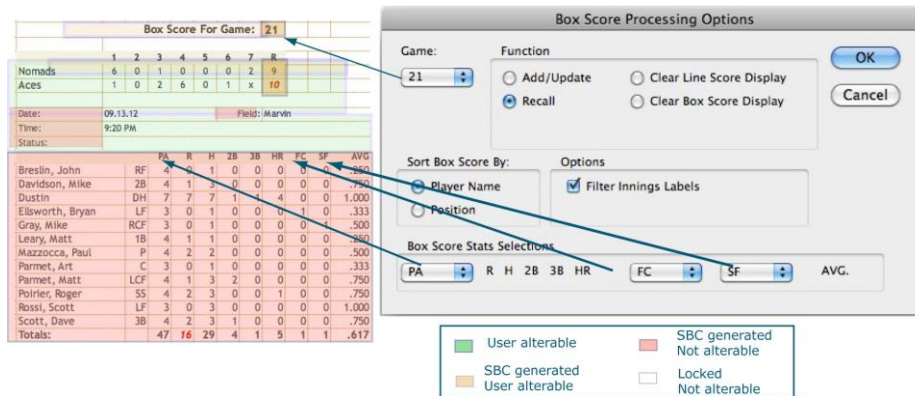 Box Score For Game: 21
1 2 3 4 5 6 7 R
Nomads 6 0 1 0 0 0 2 9
Aces 1 0 2 6 0 1 x 10
Date: 09.13.12 Field: Marvin
Time: 9:20 PM
Status:
PA R H 2B 3B HR FC SF AVG
Breslin, John RF 4 0 1 0 0 0 0 0 .250
Davidson, Mike 2B 4 1 3 0 0 0 0 0 .750
Dustin DH 7 7 7 1 1 4 0 0 1.000
Ellsworth, Bryan LF 3 0 1 0 0 0 1 0 .333
Gray, Mike RCF 3 0 1 0 0 0 0 1 .500
Leary, Matt 1B 4 1 1 0 0 0 0 0 .250
Mazzocca, Paul P 4 2 2 0 0 0 0 0 .500
Parmet, Art C 3 0 1 0 0 0 0 0 .333
Parmet, Matt LCF 4 1 3 2 0 0 0 0 .750
Poirier, Roger SS 4 2 3 0 0 1 0 0 .750
Rossi, Scott LF 3 0 3 0 0 0 0 0 1.000
Scott, Dave 3B 4 2 3 1 0 0 0 0 .750
Totals: 47 16 29 4 1 5 1 1 .617
Box Score Processing Options
Game: Function
21 Add/Update Clear Line Score Display OK
Recall Clear Box Score Display Cancel
Sort Box Score By: Options
Player Name Filter Innings Labels
Position
Box Score Stats Selections
PA R H 2B 3B HR FC SF AVG.
User alterable
SBC generated
Not alterable
SBC generated
User alterable
Locked
Not alterable